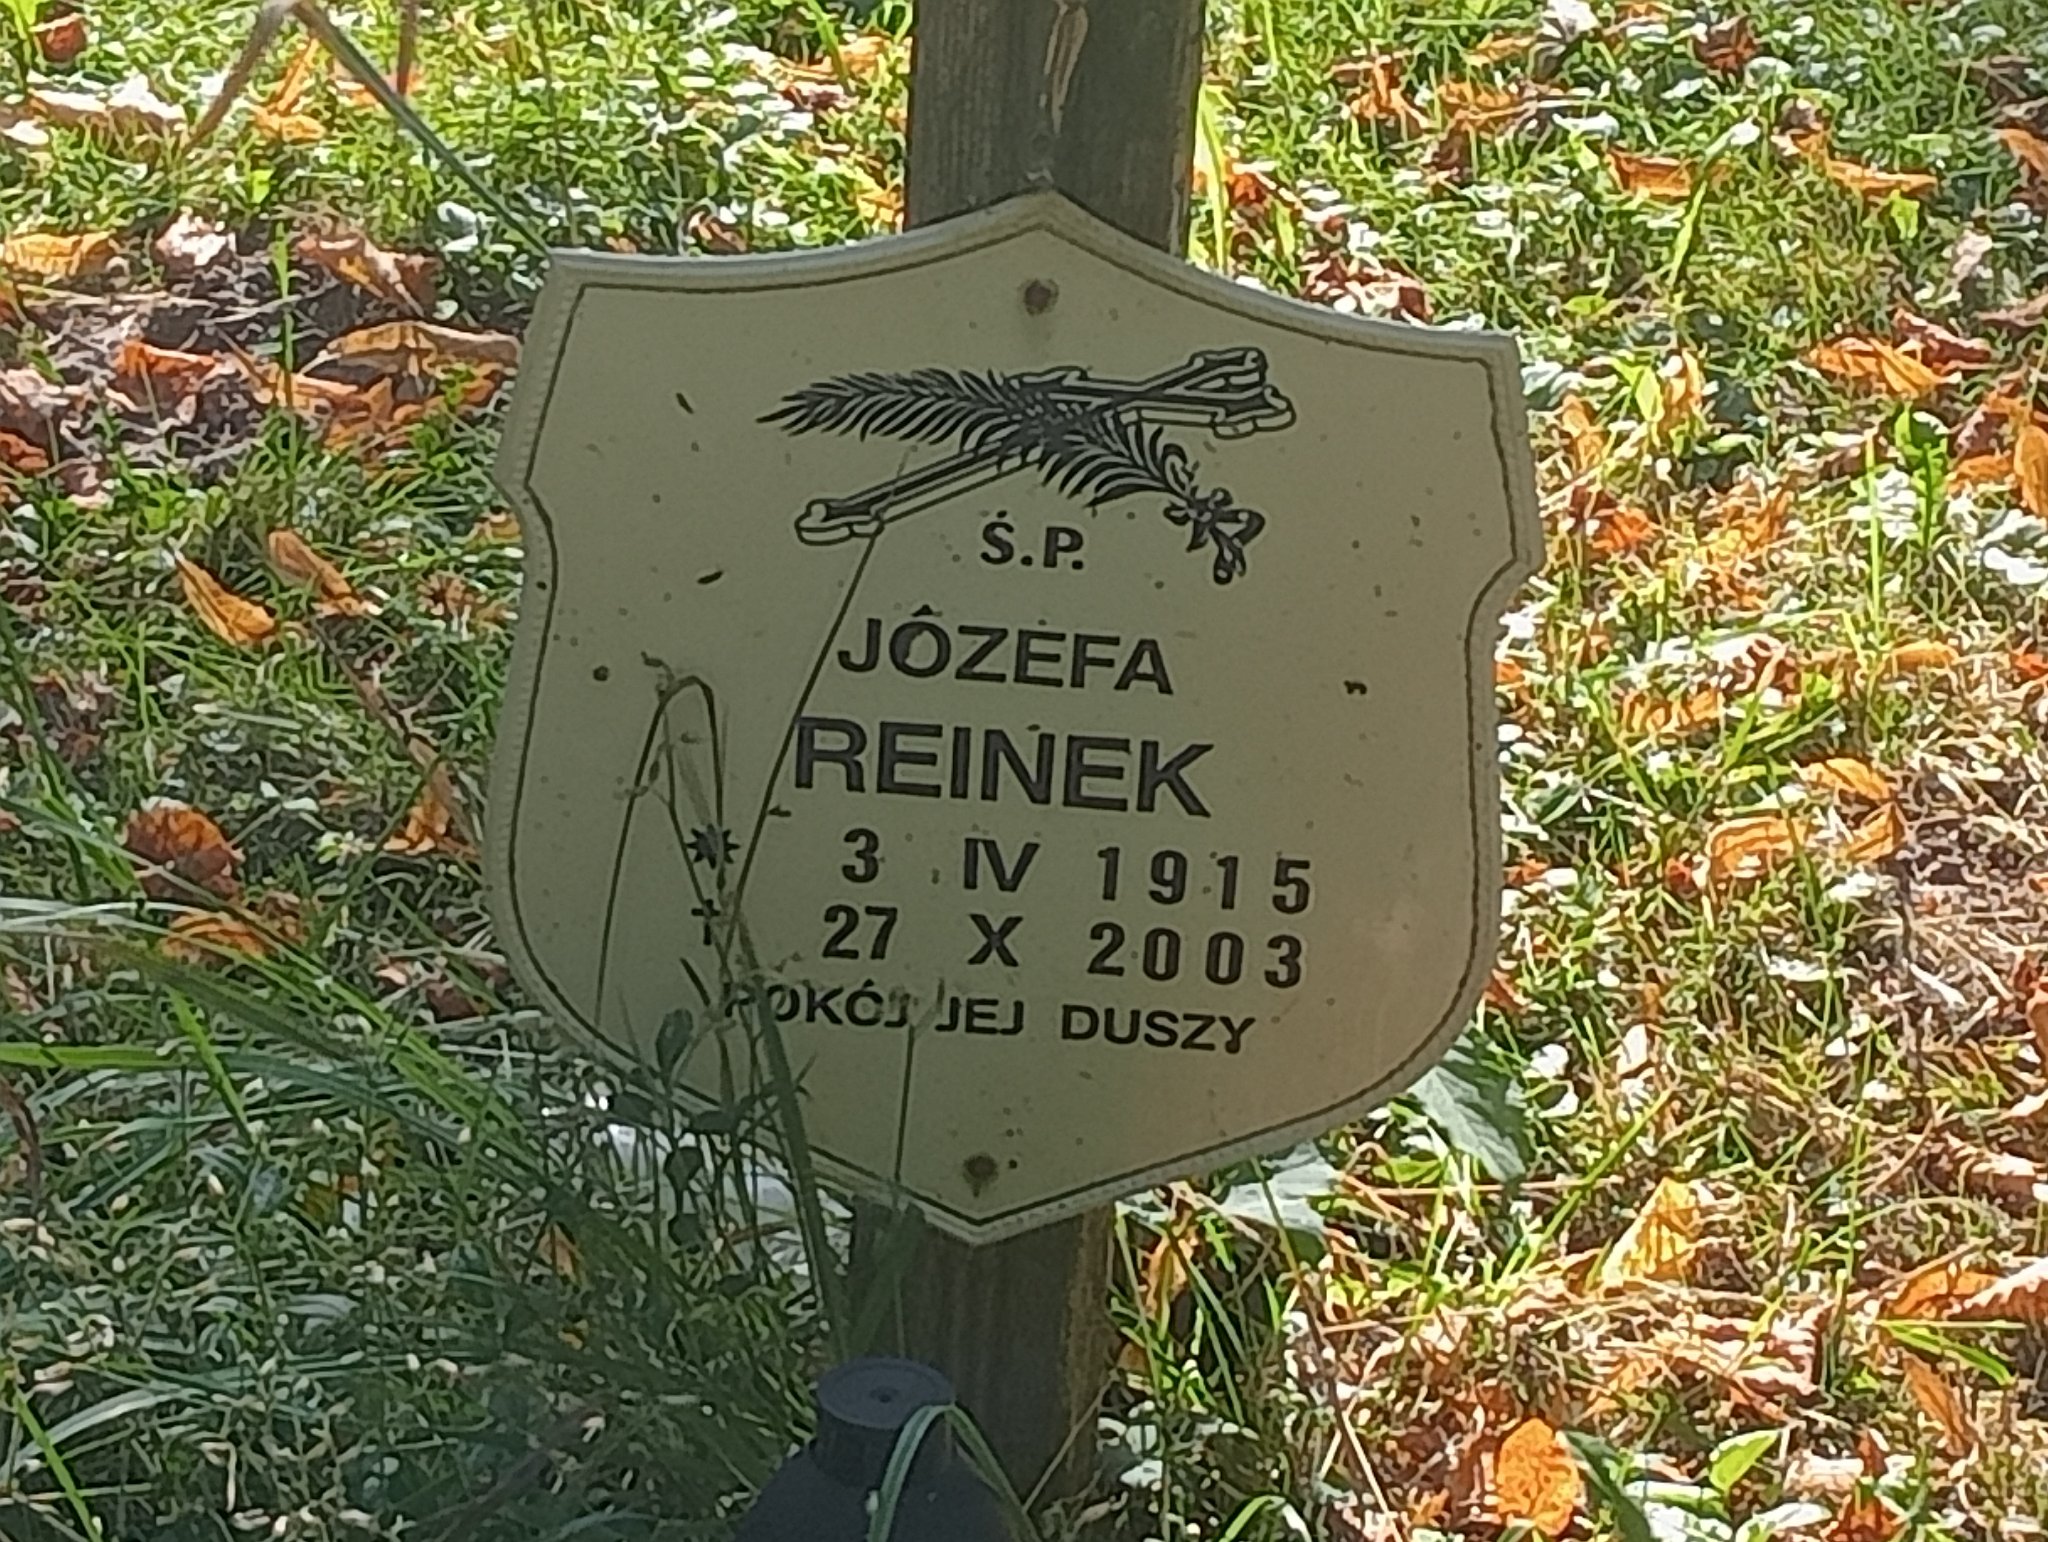 Ś.P.
JÓZEFA
REINEK
3 IV 1915
27 X 2003
POKÓJ JEJ DUSZY